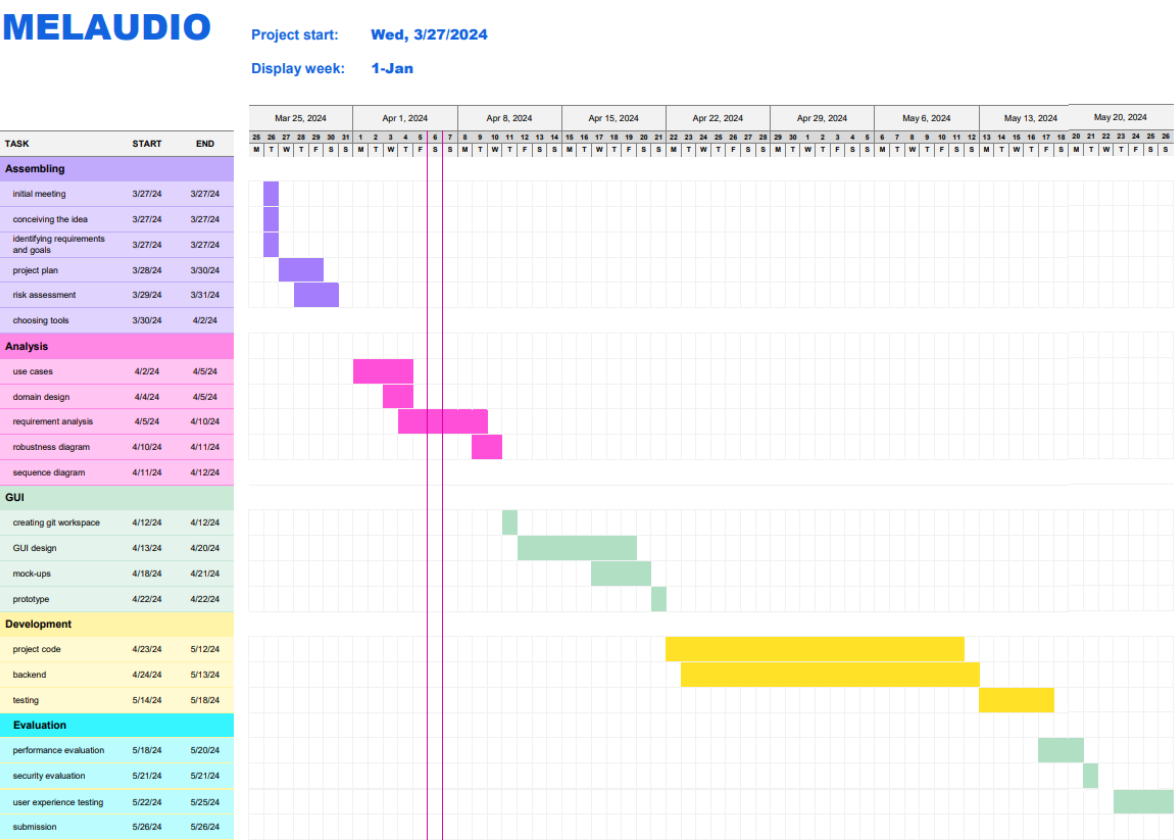 MELAUDIO
Project start: Wed, 3/27/2024
Display week: 1-Jan
Mar 25, 2024 Apr 1, 2024 Apr 8, 2024 Apr 15, 2024 Apr 22, 2024 Apr 29, 2024 May 6, 2024 May 13, 2024 May 20, 2024
25 26 27 28 29 30 31 1 2 3 4 5 6 7 8 9 10 11 12 13 14 15 16 17 18 19 20 21 22 23 24 25 26 27 28 29 30 1 2 3 4 5 6 7 8 9 10 11 12 13 14 15 16 17 18 20 21 22 23 24 25 26
TASK START END M T W T F S S M T W T F S S M T W T F S S M T W T F S S M T W T F S S M T W T F S S M T W T F S S M T W T F S M T W T F S S
Assembling
initial meeting 3/27/24 3/27/24
conceiving the idea 3/27/24 3/27/24
identifying requirements
and goals 3/27/24 3/27/24
project plan 3/28/24 3/30/24
risk assessment 3/29/24 3/31/24
choosing tools 3/30/24 4/2/24
Analysis
use cases 4/2/24 4/5/24
domain design 4/4/24 4/5/24
requirement analysis 4/5/24 4/10/24
robustness diagram 4/10/24 4/11/24
sequence diagram 4/11/24 4/12/24
GUI
creating git workspace 4/12/24 4/12/24
GUI design 4/13/24 4/20/24
mock-ups 4/18/24 4/21/24
prototype 4/22/24 4/22/24
Development
project code 4/23/24 5/12/24
backend 4/24/24 5/13/24
testing 5/14/24 5/18/24
Evaluation
performance evaluation 5/18/24 5/20/24
security evaluation 5/21/24 5/21/24
user experience testing 5/22/24 5/25/24
submission 5/26/24 5/26/24